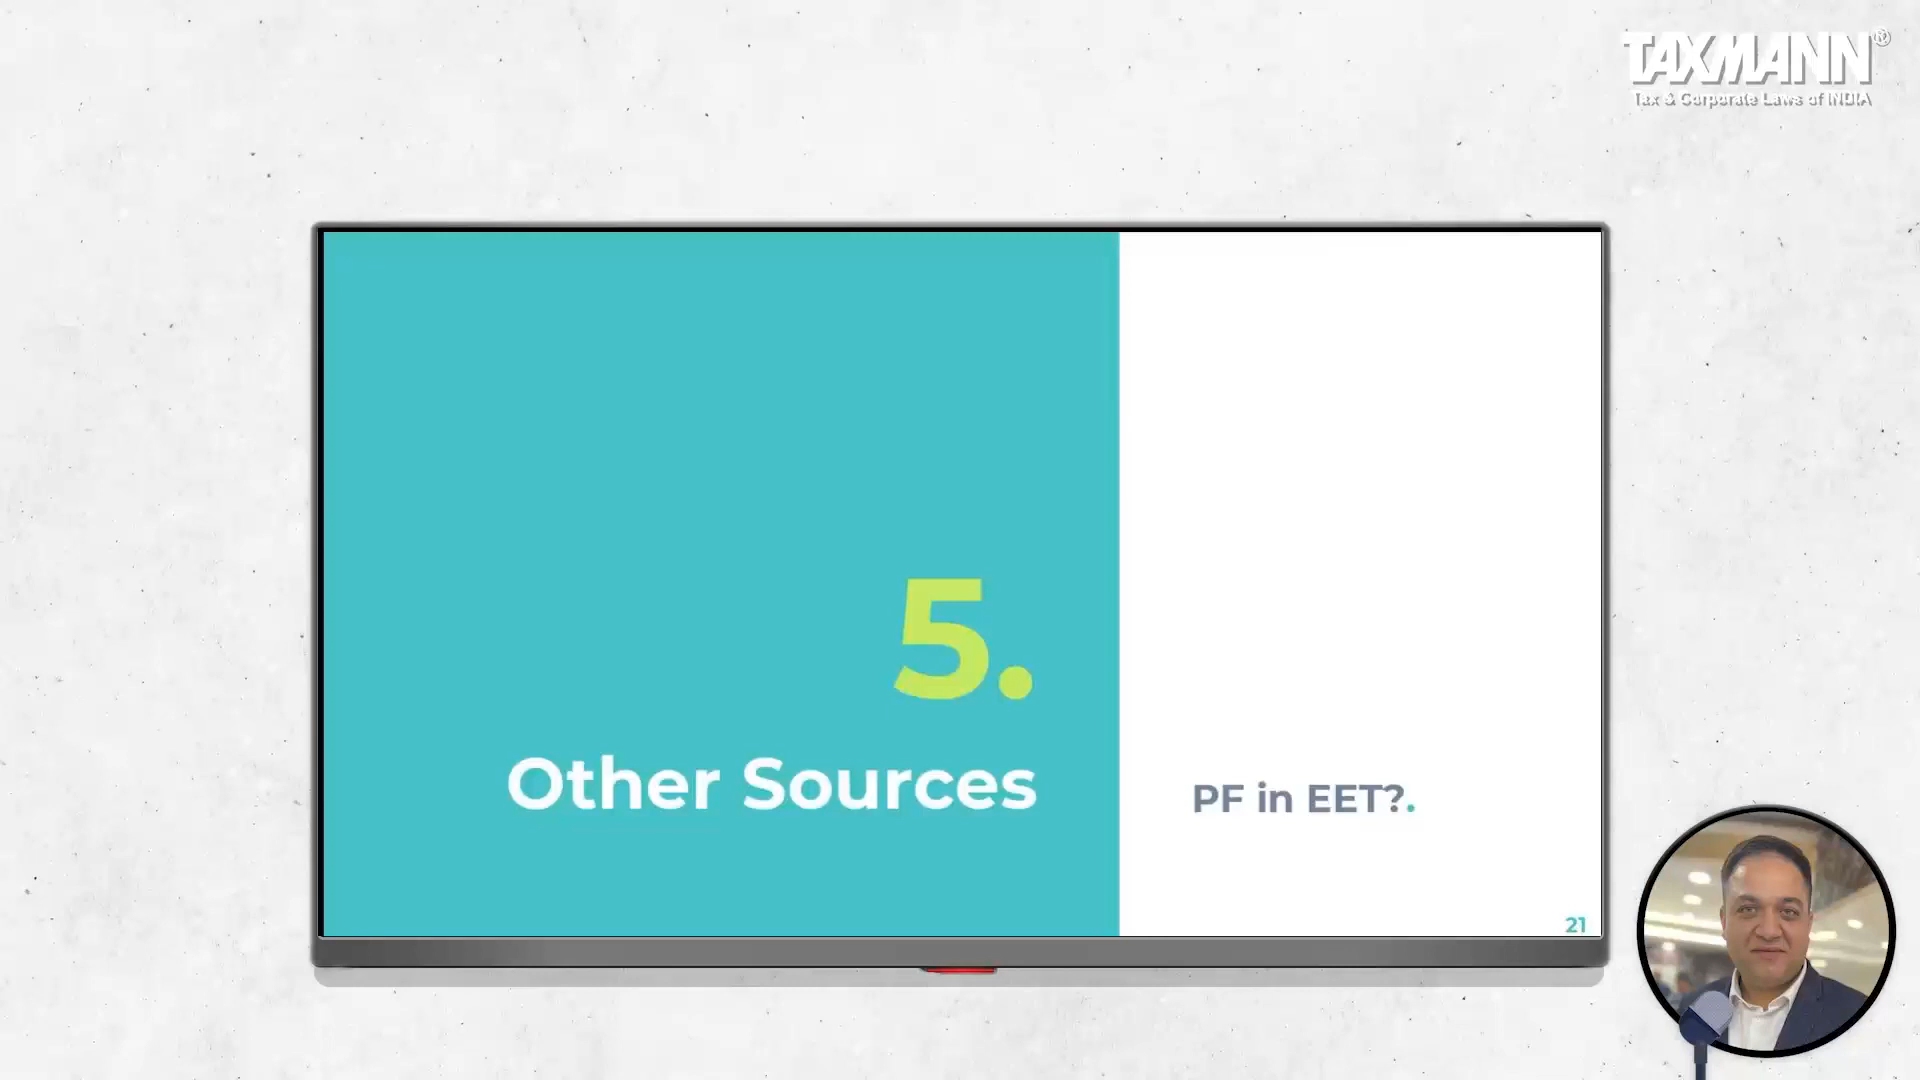 TAXMANN®
Tax & Corporate Laws of INDIA
5.
Other Sources
PF in EET?.
21